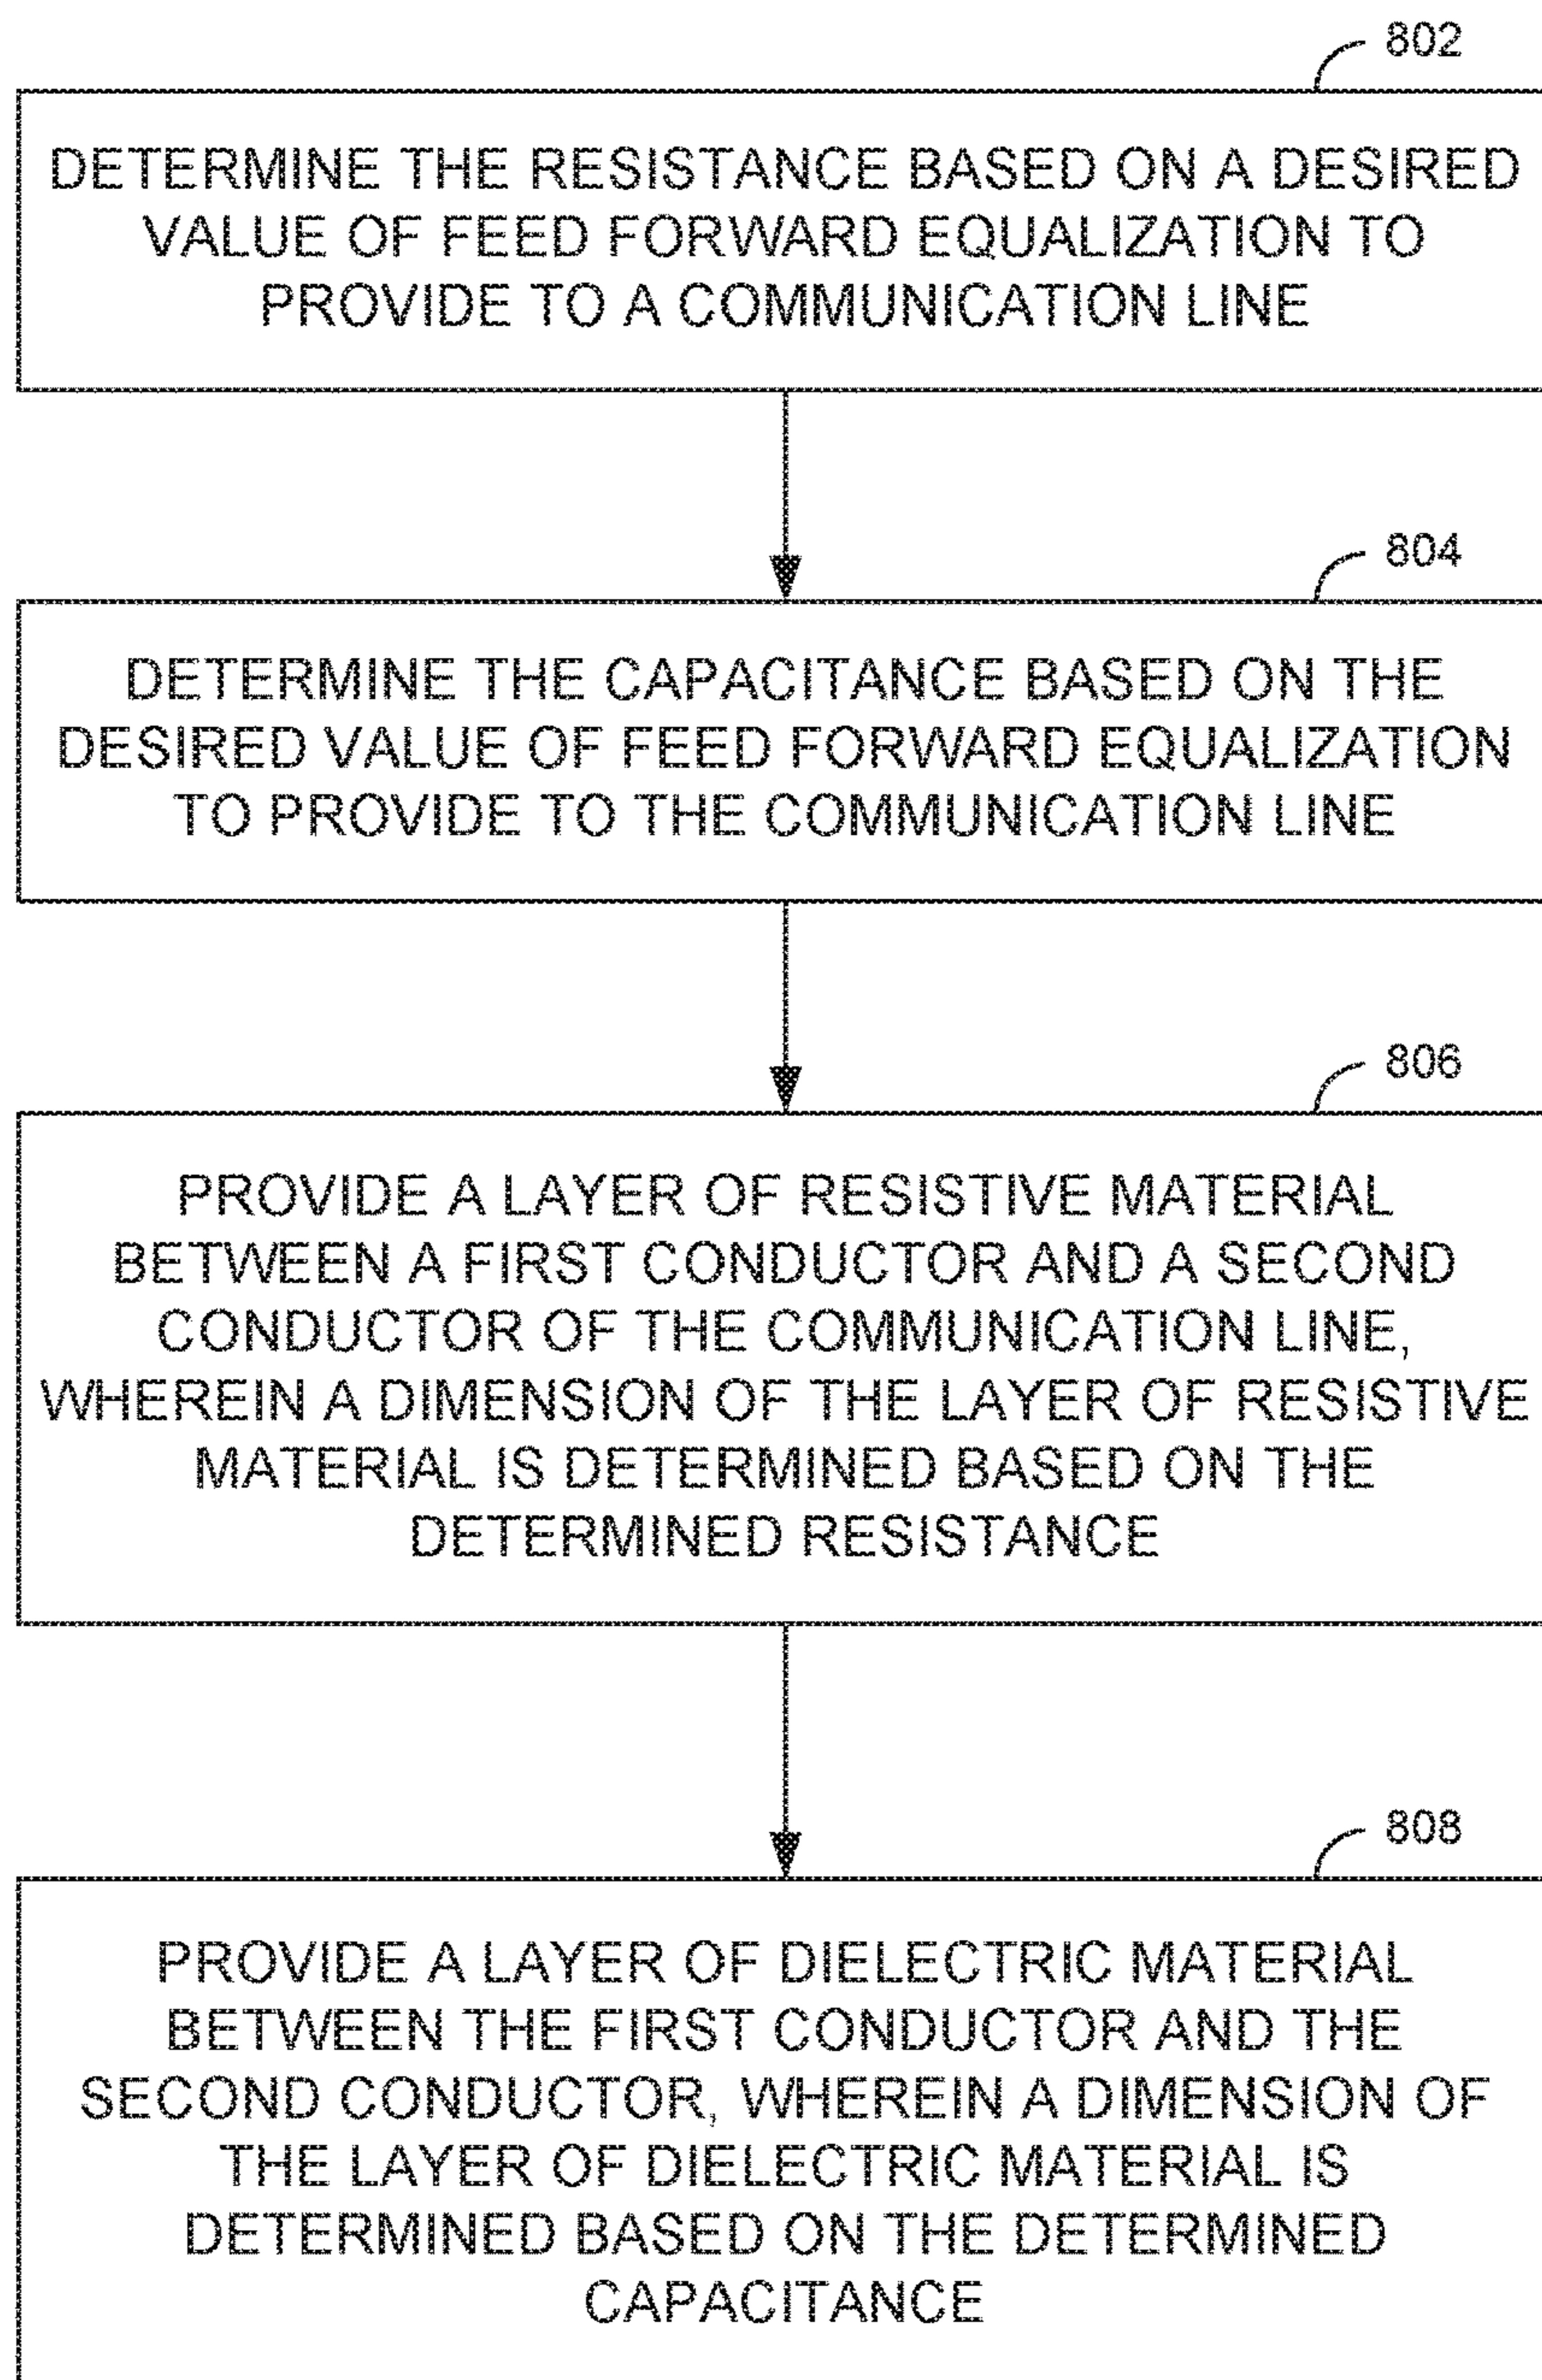 802
DETERMINE THE RESISTANCE BASED ON A DESIRED
VALUE OF FEED FORWARD EQUALIZATION TO
PROVIDE TO A COMMUNICATION LINE
804
DETERMINE THE CAPACITANCE BASED ON THE
DESIRED VALUE OF FEED FORWARD EQUALIZATION
TO PROVIDE TO THE COMMUNICATION LINE
806
PROVIDE A LAYER OF RESISTIVE MATERIAL
BETWEEN A FIRST CONDUCTOR AND A SECOND
CONDUCTOR OF THE COMMUNICATION LINE,
WHEREIN A DIMENSION OF THE LAYER OF RESISTIVE
MATERIAL IS DETERMINED BASED ON THE
DETERMINED RESISTANCE
808
PROVIDE A LAYER OF DIELECTRIC MATERIAL
BETWEEN THE FIRST CONDUCTOR AND THE
SECOND CONDUCTOR, WHEREIN A DIMENSION OF
THE LAYER OF DIELECTRIC MATERIAL IS
DETERMINED BASED ON THE DETERMINED
CAPACITANCE